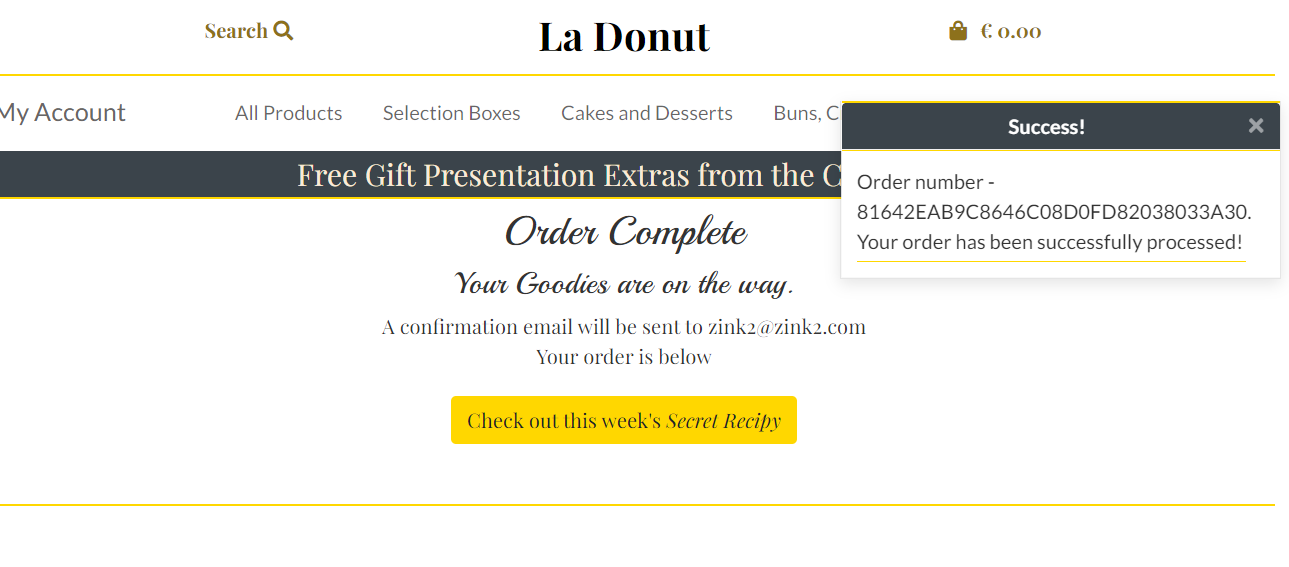 Search
La Donut
€ 0.00
My Account
All Products
Selection Boxes
Cakes and Desserts
Buns, C
Free Gift Presentation Extras from the C
Success!
Order number -
81642EAB9C8646C08D0FD82038033A30.
Your order has been successfully processed!
Order Complete
Your Goodies are on the way.
A confirmation email will be sent to zink2@zink2.com
Your order is below
Check out this week's Secret Recipy